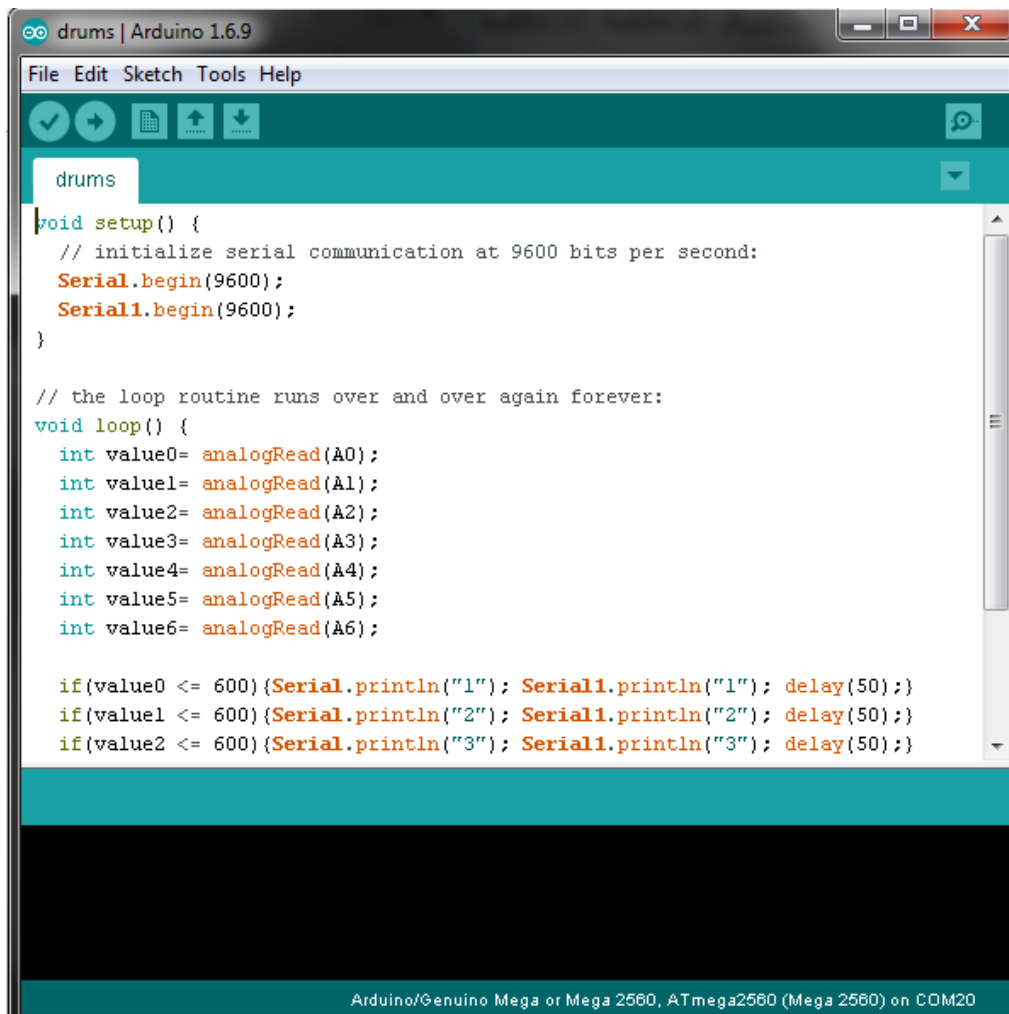 drums | Arduino 1.6.9
File Edit Sketch Tools Help
drums
void setup() {
  // initialize serial communication at 9600 bits per second:
  Serial.begin(9600);
  Serial1.begin(9600);
}
// the loop routine runs over and over again forever:
void loop() {
  int value0= analogRead(A0);
  int value1= analogRead(A1);
  int value2= analogRead(A2);
  int value3= analogRead(A3);
  int value4= analogRead(A4);
  int value5= analogRead(A5);
  int value6= analogRead(A6);
  if(value0 <= 600){Serial.println("1"); Serial1.println("1"); delay(50);}
  if(value1 <= 600){Serial.println("2"); Serial1.println("2"); delay(50);}
  if(value2 <= 600){Serial.println("3"); Serial1.println("3"); delay(50);}
Arduino/Genuino Mega or Mega 2560, ATmega2560 (Mega 2560) on COM20